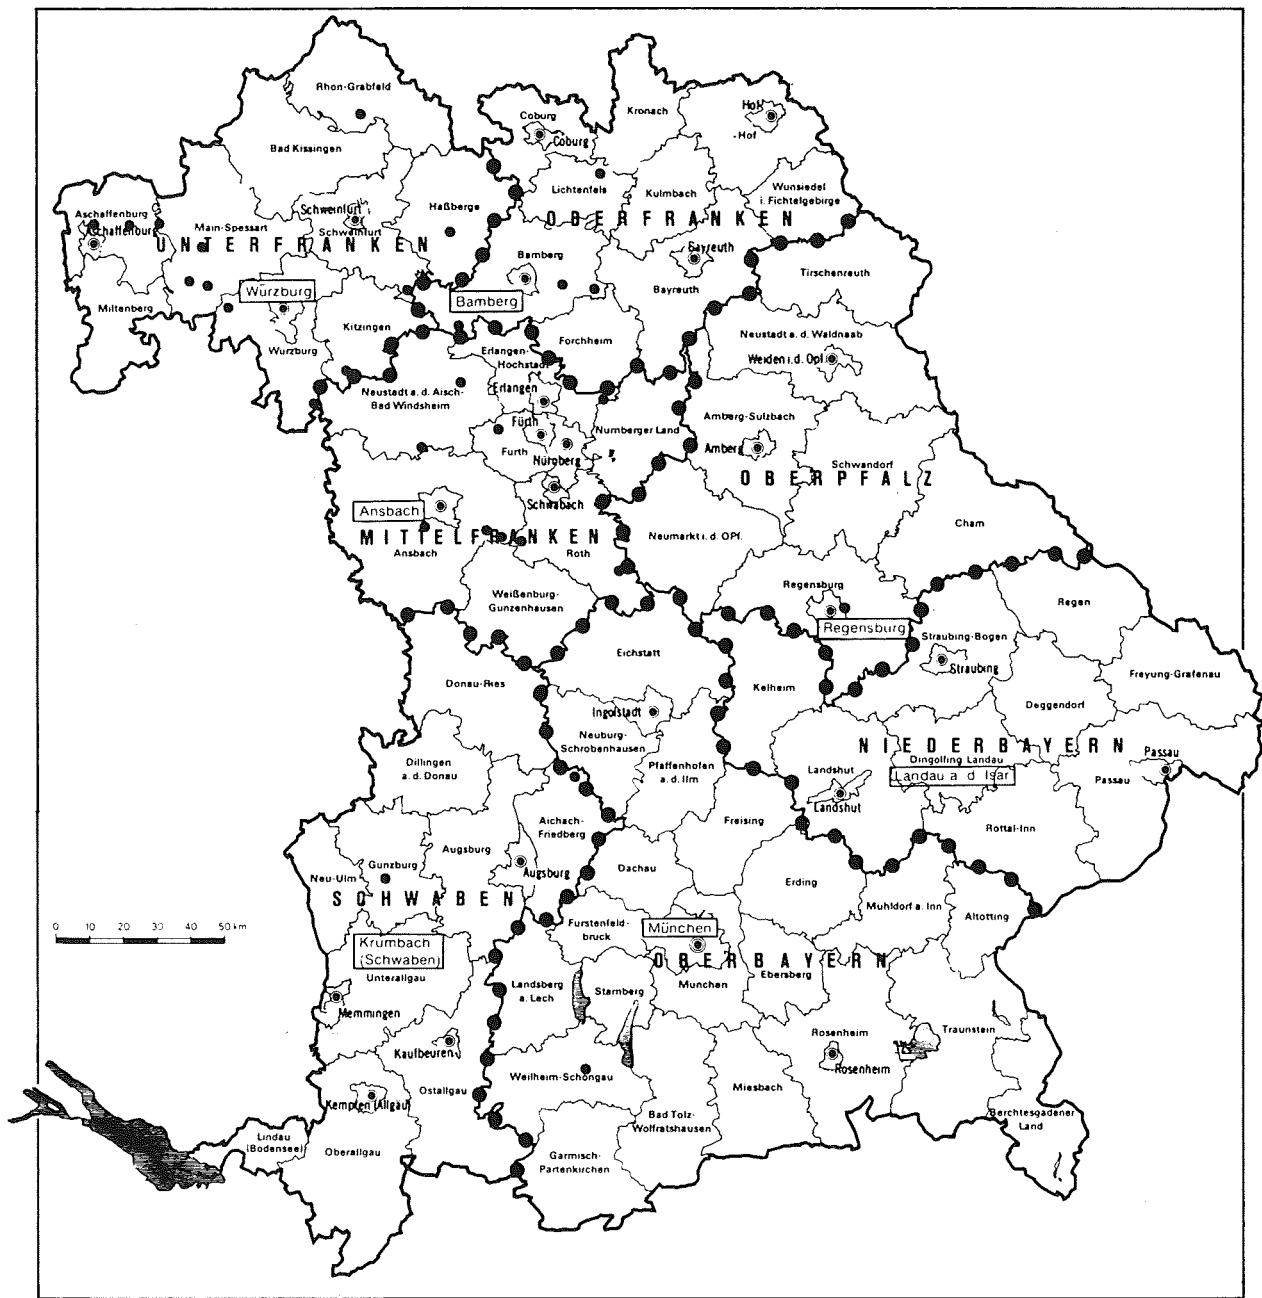 Rhon-Grabfeld
Kronach
Hof
Coburg
Coburg
Hof
Bad Kissingen
Lichtenfels
Kulmbach
Wunsiedel
i. Fichtelgebirge
Aschaffenburg
Aschaffenburg
Main-Spessart
Schweinfurt
Schweinfurt
Haßberge
OBERFRANKEN
UNTERFRANKEN
Bamberg
Bayreuth
Bayreuth
Tirschenreuth
Miltenberg
Würzburg
Bamberg
Kitzingen
Wurzburg
Forchheim
Neustadt a. d. Waldnaab
Weiden i. d. Opf.
Erlangen-
Hochstadt
Neustadt a. d. Aisch-
Bad Windsheim
Erlangen
Fürth
Furth
Nürnberg
Nurnberger Land
Amberg-Sulzbach
Amberg
Schwandorf
OBERPFALZ
Ansbach
Schwabach
MITTELFRANKEN
Ansbach
Roth
Neumarkt i. d. OPf.
Cham
Weißenburg-
Gunzenhausen
Regensburg
Regensburg
Regen
Straubing-Bogen
Straubing
Eichstatt
Kelheim
Freyung-Grafenau
Donau-Ries
Ingolstadt
Deggendorf
Neuburg-
Schrobenhausen
NIEDERBAYERN
Dillingen
a. d. Donau
Pfaffenhofen
a. d. Ilm
Landshut
Landshut
Dingolfing Landau
Landau a d Isar
Passau
Passau
Aichach-
Friedberg
Freising
Rottal-Inn
Augsburg
Augsburg
Gunzburg
Neu-Ulm
Dachau
Erding
Muhldorf a. Inn
Altotting
SCHWABEN
0 10 20 30 40 50 km
Furstenfeld-
bruck
München
Krumbach
(Schwaben)
Unterallgau
OBERBAYERN
Munchen
Ebersberg
Landsberg
a. Lech
Starnberg
Memmingen
Kaufbeuren
Rosenheim
Rosenheim
Traunstein
Kempten (Allgäu)
Ostallgau
Weilheim-Schongau
Miesbach
Bad Tolz-
Wolfratshausen
Berchtesgadener
Land
Lindau
(Bodensee)
Oberallgau
Garmisch-
Partenkirchen